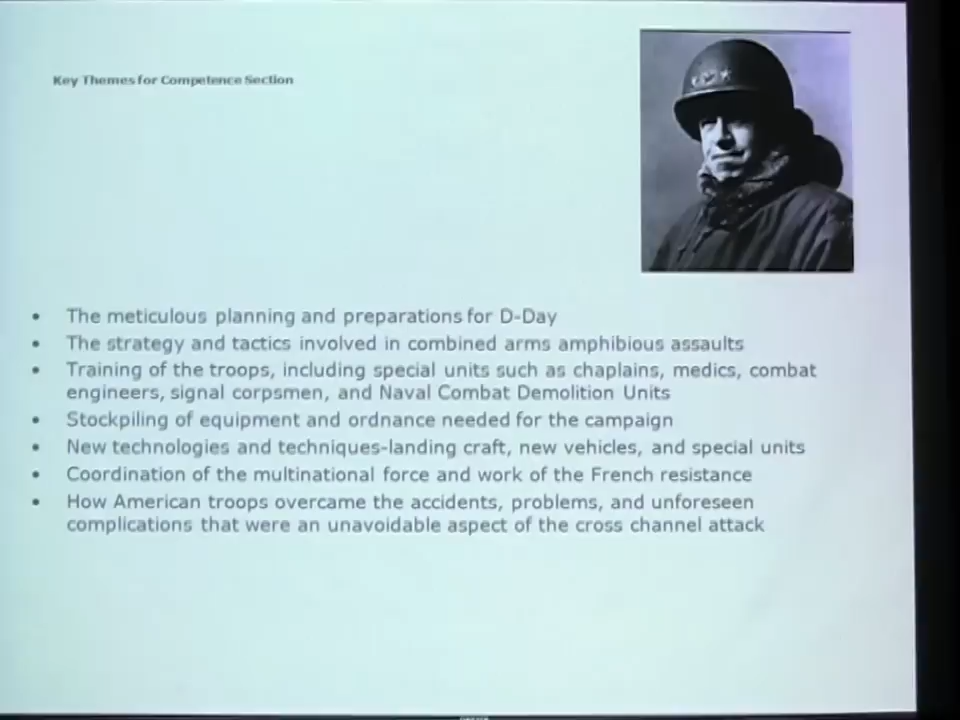 Key Themes for Competence Section
• The meticulous planning and preparations for D-Day
• The strategy and tactics involved in combined arms amphibious assaults
• Training of the troops, including special units such as chaplains, medics, combat
engineers, signal corpsmen, and Naval Combat Demolition Units
• Stockpiling of equipment and ordnance needed for the campaign
• New technologies and techniques-landing craft, new vehicles, and special units
• Coordination of the multinational force and work of the French resistance
• How American troops overcame the accidents, problems, and unforeseen
complications that were an unavoidable aspect of the cross channel attack